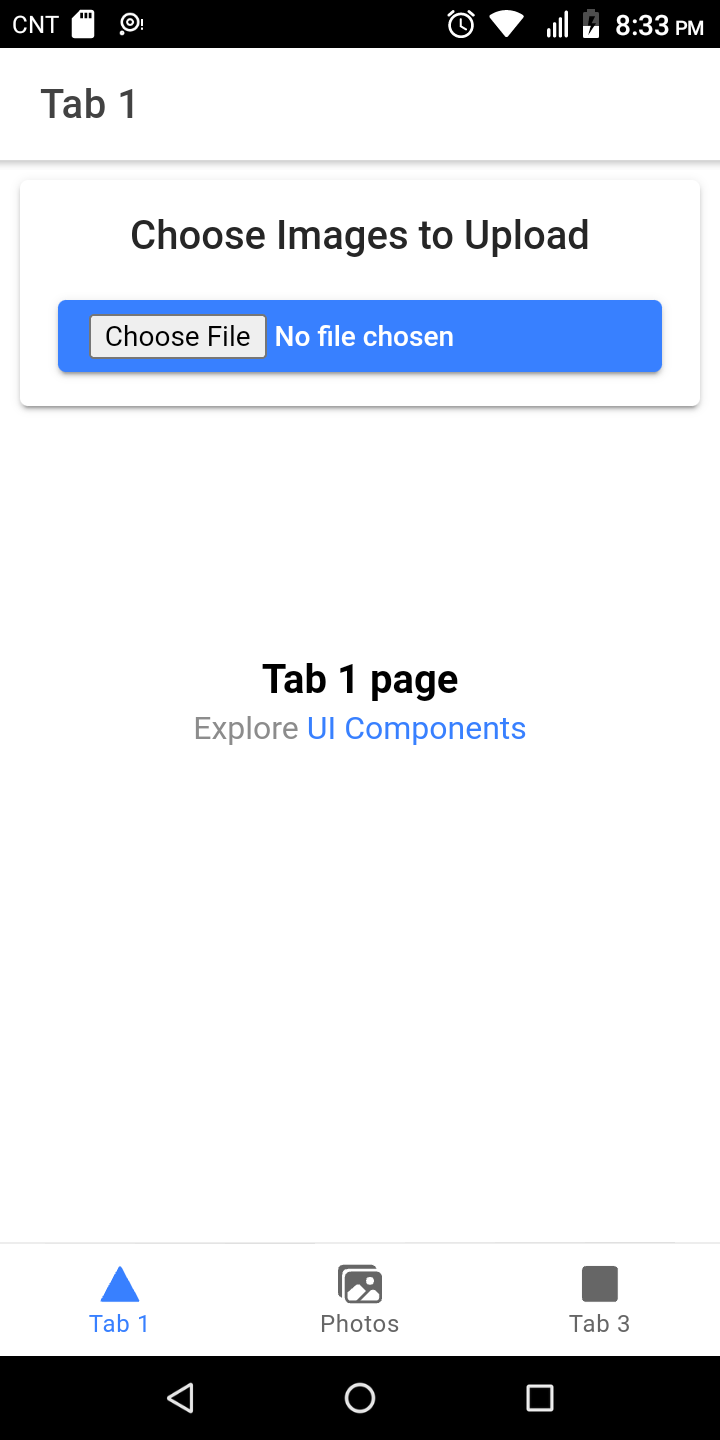 CNT 8:33 PM
Tab 1
Choose Images to Upload
Choose File No file chosen
Tab 1 page
Explore UI Components
Tab 1 Photos Tab 3